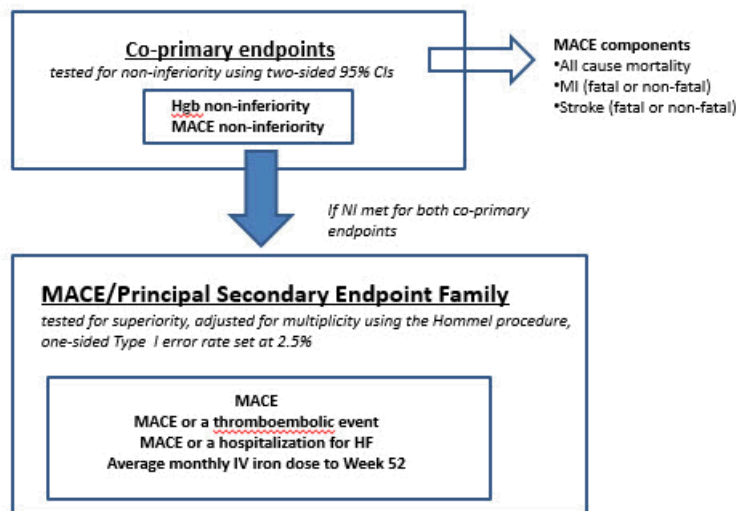 Co-primary endpoints
tested for non-inferiority using two-sided 95% CIs
Hgb non-inferiority
MACE non-inferiority
MACE components
•All cause mortality
•MI (fatal or non-fatal)
•Stroke (fatal or non-fatal)
If NI met for both co-primary
endpoints
MACE/Principal Secondary Endpoint Family
tested for superiority, adjusted for multiplicity using the Hommel procedure,
one-sided Type I error rate set at 2.5%
MACE
MACE or a thromboembolic event
MACE or a hospitalization for HF
Average monthly IV iron dose to Week 52